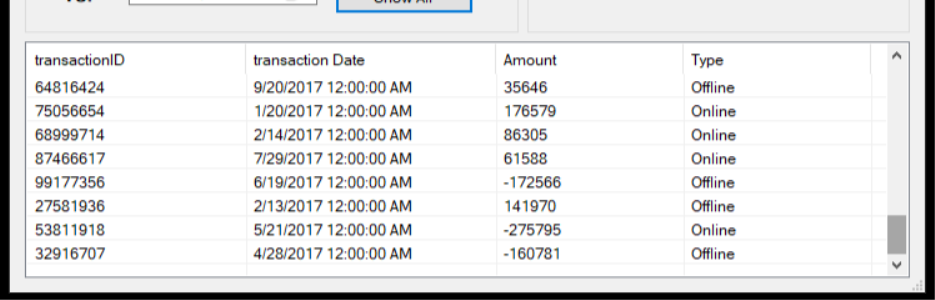 transactionID transaction Date Amount Type
64816424 9/20/2017 12:00:00 AM 35646 Offline
75056654 1/20/2017 12:00:00 AM 176579 Online
68999714 2/14/2017 12:00:00 AM 86305 Online
87466617 7/29/2017 12:00:00 AM 61588 Online
99177356 6/19/2017 12:00:00 AM -172566 Offline
27581936 2/13/2017 12:00:00 AM 141970 Offline
53811918 5/21/2017 12:00:00 AM -275795 Online
32916707 4/28/2017 12:00:00 AM -160781 Offline